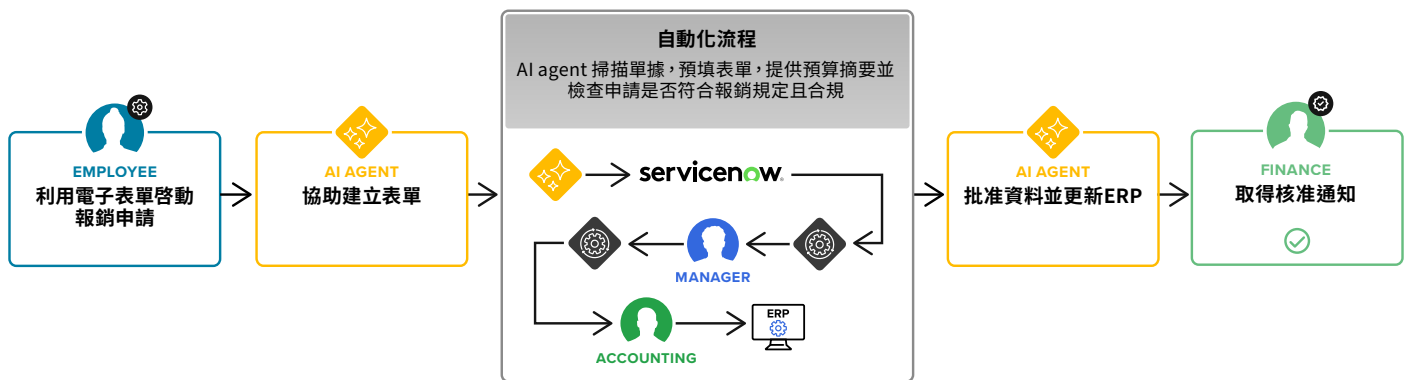 EMPLOYEE
利用電子表單啓動
報銷申請
AI AGENT
協助建立表單
自動化流程
AI agent 掃描單據，預填表單，提供預算摘要並
檢查申請是否符合報銷規定且合規
servicenow.
MANAGER
ACCOUNTING
ERP
AI AGENT
批准資料並更新ERP
FINANCE
取得核准通知